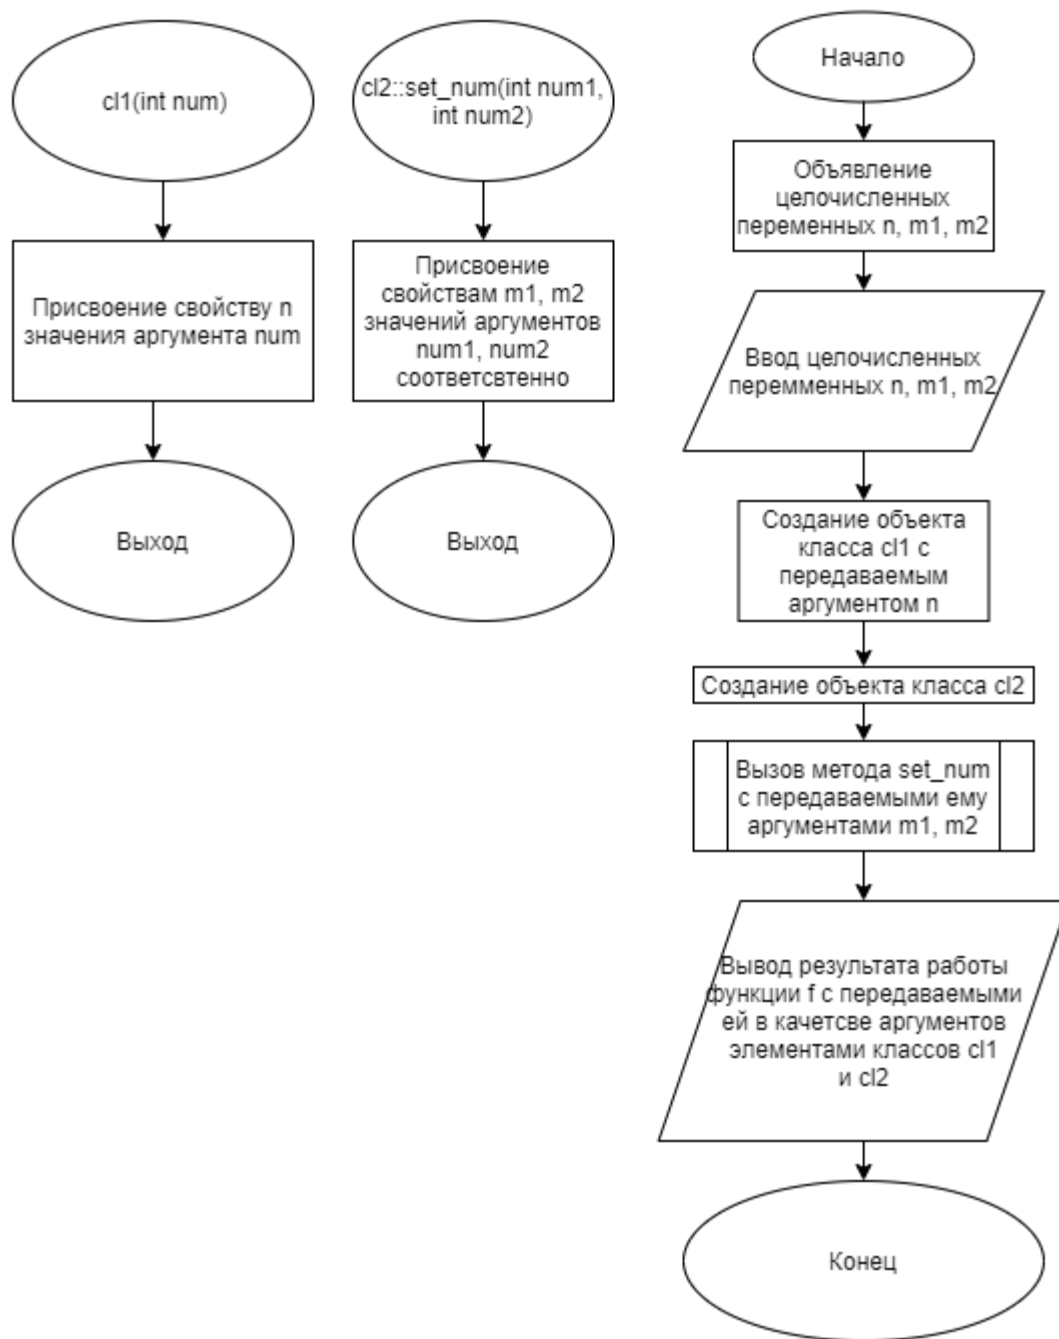 cl1(int num)
Присвоение свойству n
значения аргумента num
Выход
cl2::set_num(int num1,
int num2)
Присвоение
свойствам m1, m2
значений аргументов
num1, num2
соответсвтенно
Выход
Начало
Объявление
целочисленных
переменных n, m1, m2
Ввод целочисленных
перемменных n, m1, m2
Создание объекта
класса cl1 с
передаваемым
аргументом n
Создание объекта класса cl2
Вызов метода set_num
с передаваемыми ему
аргументами m1, m2
Вывод результата работы
функции f с передаваемыми
ей в качетсве аргументов
элементами классов cl1
и cl2
Конец